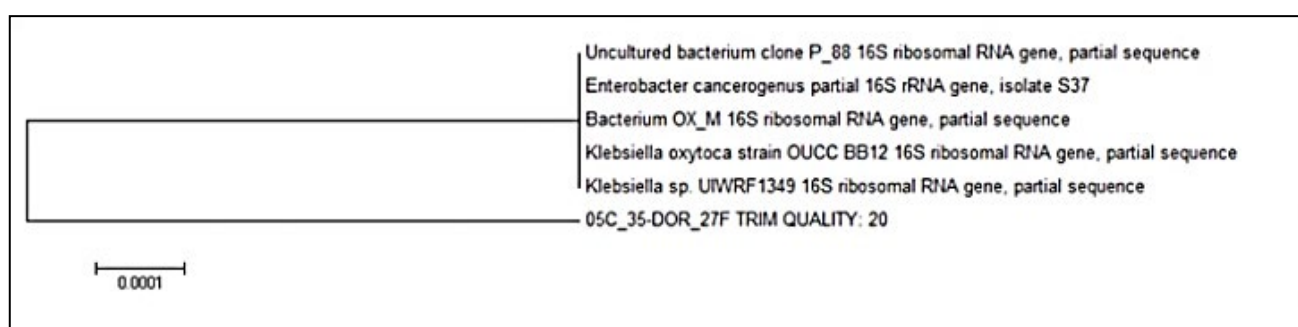 Uncultured bacterium clone P_88 16S ribosomal RNA gene, partial sequence
Enterobacter cancerogenus partial 16S rRNA gene, isolate S37
Bacterium OX_M 16S ribosomal RNA gene, partial sequence
Klebsiella oxytoca strain OUCC BB12 16S ribosomal RNA gene, partial sequence
Klebsiella sp. UIWRF1349 16S ribosomal RNA gene, partial sequence
05C_35-DOR_27F TRIM QUALITY: 20
0.0001